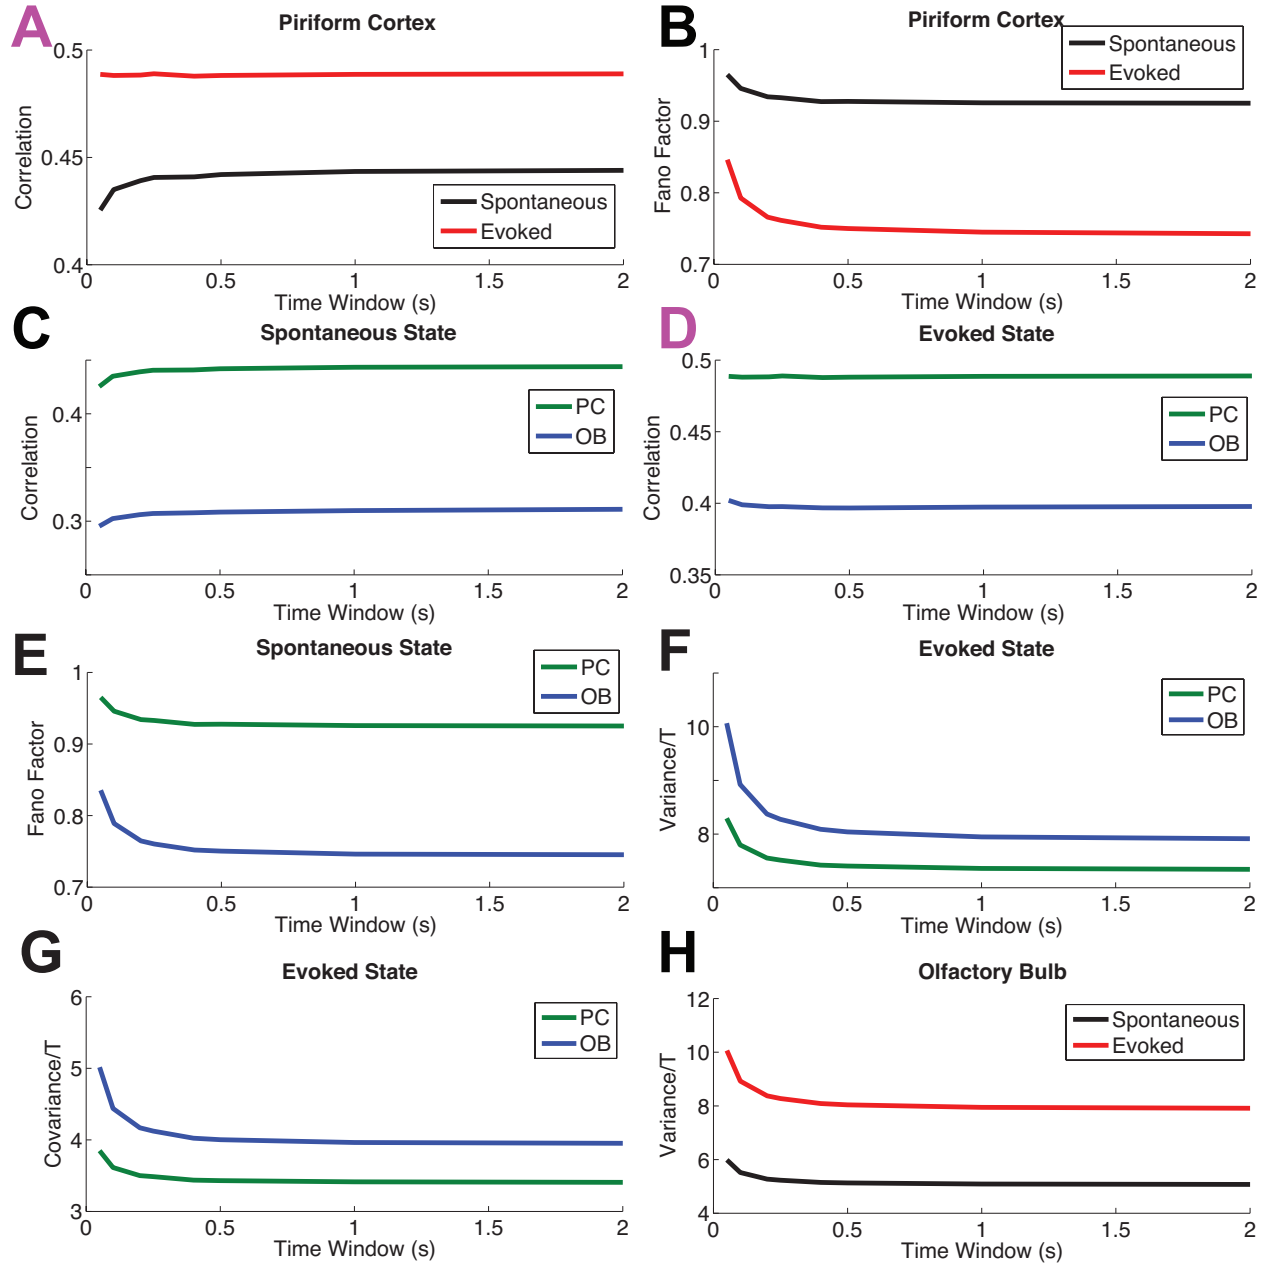 A
Piriform Cortex
0.5
0.45
0.4
Correlation
Spontaneous
Evoked
0 0.5 1 1.5 2
Time Window (s)
B
Piriform Cortex
1
0.9
0.8
0.7
Fano Factor
Spontaneous
Evoked
0 0.5 1 1.5 2
Time Window (s)
C
Spontaneous State
0.4
0.3
Correlation
PC
OB
0 0.5 1 1.5 2
Time Window (s)
D
Evoked State
0.5
0.45
0.4
0.35
Correlation
PC
OB
0 0.5 1 1.5 2
Time Window (s)
E
Spontaneous State
1
0.9
0.8
0.7
Fano Factor
PC
OB
0 0.5 1 1.5 2
Time Window (s)
F
Evoked State
10
8
Variance/T
PC
OB
0 0.5 1 1.5 2
Time Window (s)
G
Evoked State
6
5
4
3
Covariance/T
PC
OB
0 0.5 1 1.5 2
Time Window (s)
H
Olfactory Bulb
12
10
8
6
4
Variance/T
Spontaneous
Evoked
0 0.5 1 1.5 2
Time Window (s)